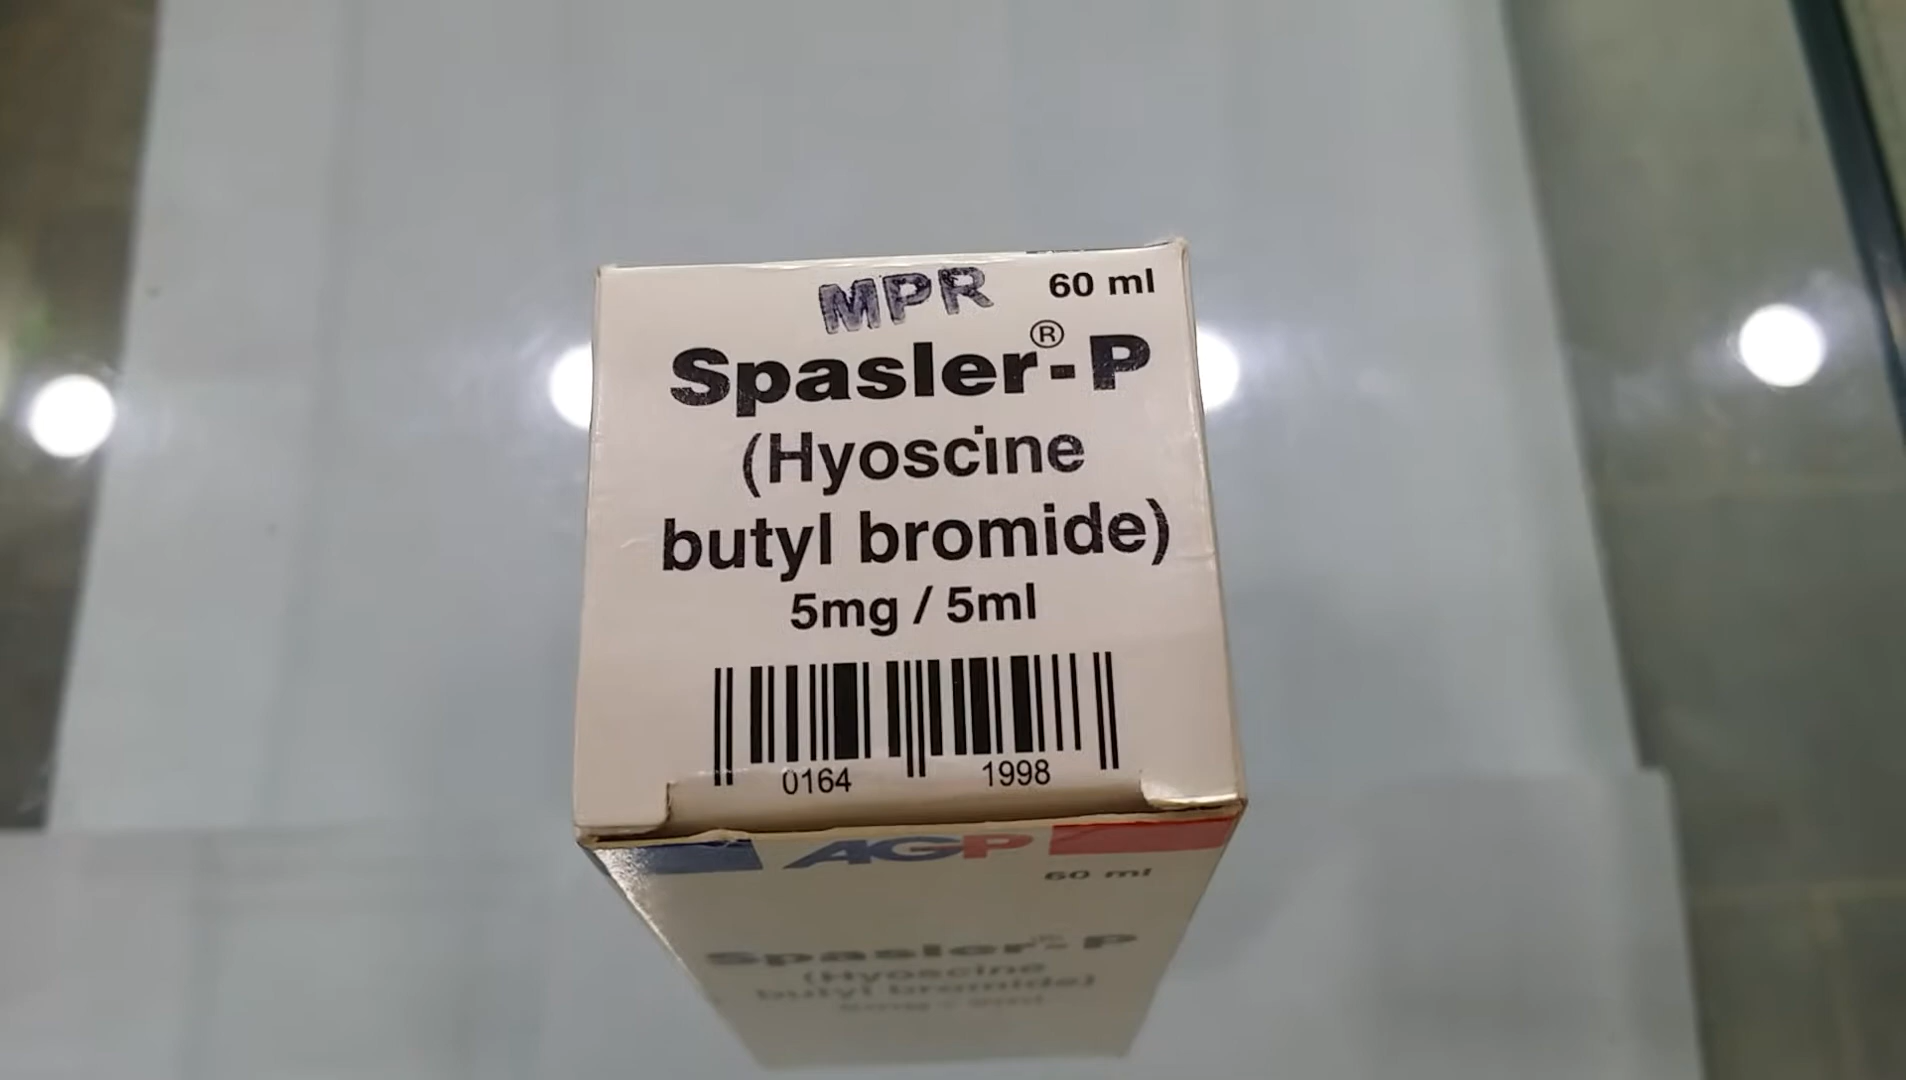 MPR
60 ml
Spasler®-P
(Hyoscine
butyl bromide)
5mg / 5ml
0164 1998
AGP
60 ml
Spasler®-P
(Hyoscine
butyl bromide)